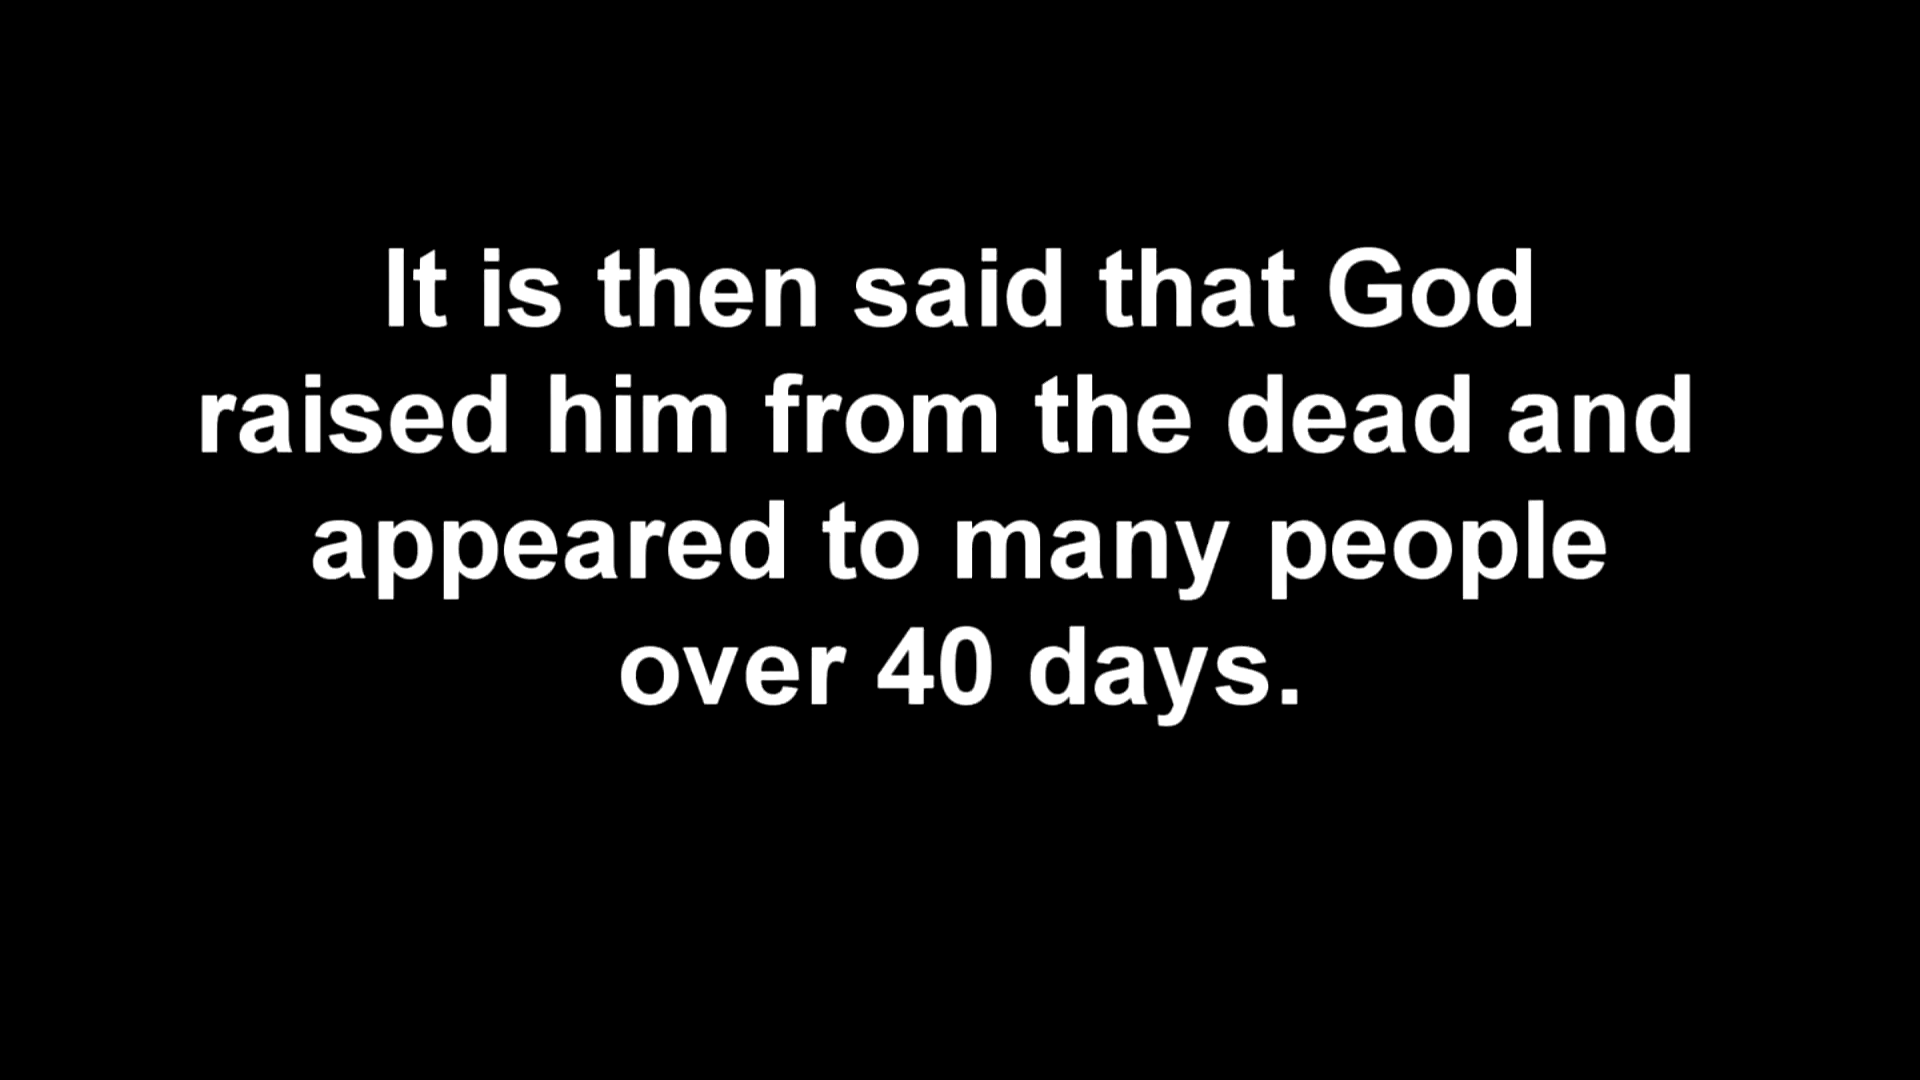 It is then said that God
raised him from the dead and
appeared to many people
over 40 days.